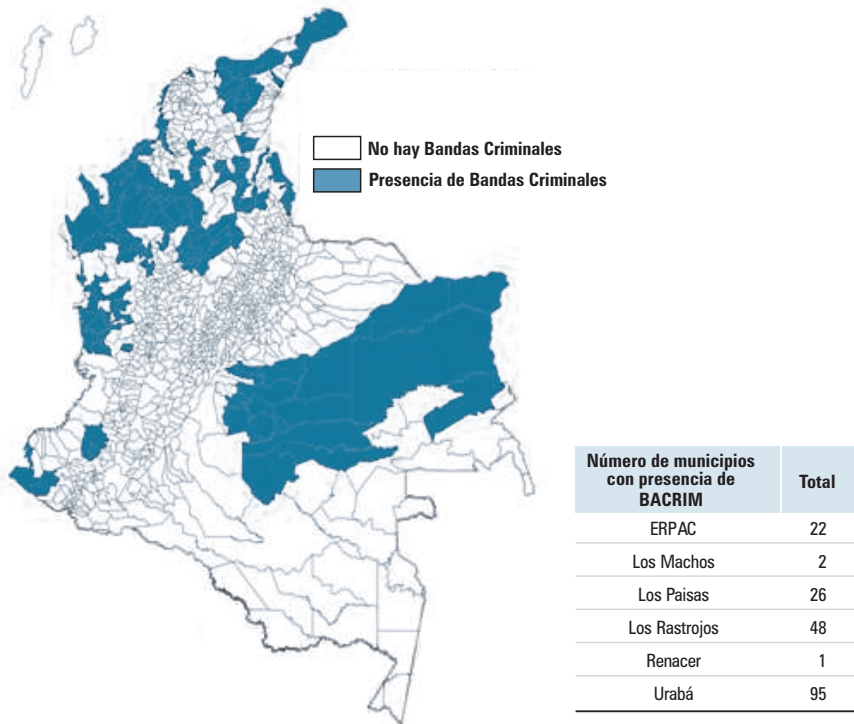 No hay Bandas Criminales
Presencia de Bandas Criminales
Número de municipios
con presencia de
BACRIM
Total
ERPAC 22
Los Machos 2
Los Paisas 26
Los Rastrojos 48
Renacer 1
Urabá 95